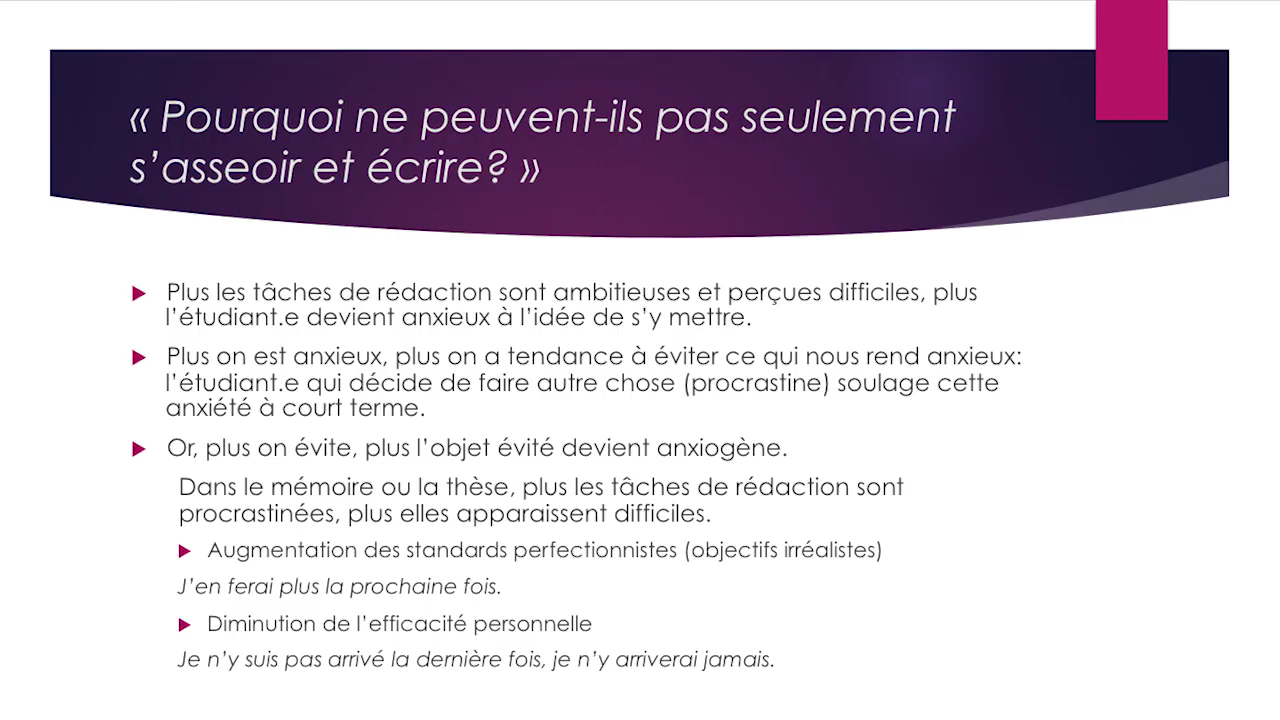 « Pourquoi ne peuvent-ils pas seulement
s’asseoir et écrire? »
Plus les tâches de rédaction sont ambitieuses et perçues difficiles, plus
l’étudiant.e devient anxieux à l’idée de s’y mettre.
Plus on est anxieux, plus on a tendance à éviter ce qui nous rend anxieux:
l’étudiant.e qui décide de faire autre chose (procrastine) soulage cette
anxiété à court terme.
Or, plus on évite, plus l’objet évité devient anxiogène.
Dans le mémoire ou la thèse, plus les tâches de rédaction sont
procrastinées, plus elles apparaissent difficiles.
Augmentation des standards perfectionnistes (objectifs irréalistes)
J’en ferai plus la prochaine fois.
Diminution de l’efficacité personnelle
Je n’y suis pas arrivé la dernière fois, je n’y arriverai jamais.